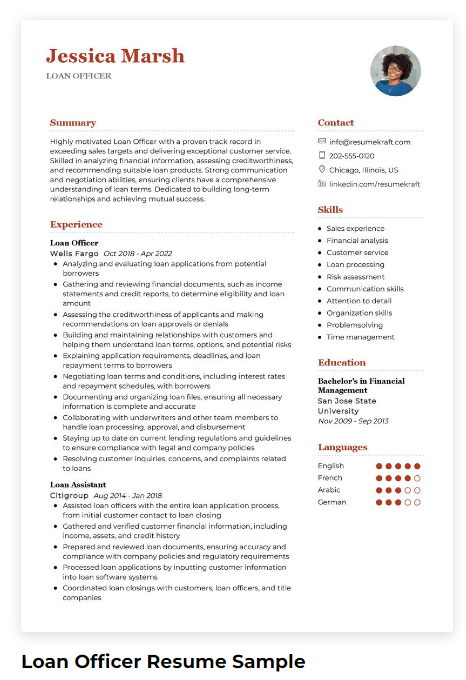 Jessica Marsh
LOAN OFFICER
Summary
Highly motivated Loan Officer with a proven track record in
exceeding sales targets and delivering exceptional customer service.
Skilled in analyzing financial information, assessing creditworthiness,
and recommending suitable loan products. Strong communication
and negotiation abilities, ensuring clients have a comprehensive
understanding of loan terms. Dedicated to building long-term
relationships and achieving mutual success.
Experience
Loan Officer
Wells Fargo Oct 2018 - Apr 2022
• Analyzing and evaluating loan applications from potential
borrowers
• Gathering and reviewing financial documents, such as income
statements and credit reports, to determine eligibility and loan
amount
• Assessing the creditworthiness of applicants and making
recommendations on loan approvals or denials
• Building and maintaining relationships with customers and
helping them understand loan terms, options, and potential risks
• Explaining application requirements, deadlines, and loan
repayment terms to borrowers
• Negotiating loan terms and conditions, including interest rates
and repayment schedules, with borrowers
• Documenting and organizing loan files, ensuring all necessary
information is complete and accurate
• Collaborating with underwriters and other team members to
handle loan processing, approval, and disbursement
• Staying up to date on current lending regulations and guidelines
to ensure compliance with legal and company policies
• Resolving customer inquiries, concerns, and complaints related
to loans
Loan Assistant
Citigroup Aug 2014 - Jan 2018
• Assisted loan officers with the entire loan application process,
from initial customer contact to loan closing
• Gathered and verified customer financial information, including
income, assets, and credit history
• Prepared and reviewed loan documents, ensuring accuracy and
compliance with company policies and regulatory requirements
• Processed loan applications by inputting customer information
into loan software systems
• Coordinated loan closings with customers, loan officers, and title
companies
Contact
info@resumekraft.com
202-555-0120
Chicago, Illinois, US
linkedin.com/resumekraft
Skills
• Sales experience
• Financial analysis
• Customer service
• Loan processing
• Risk assessment
• Communication skills
• Attention to detail
• Organization skills
• Problemsolving
• Time management
Education
Bachelor's in Financial
Management
San Jose State
University
Nov 2009 - Sep 2013
Languages
English
French
Arabic
German
Loan Officer Resume Sample